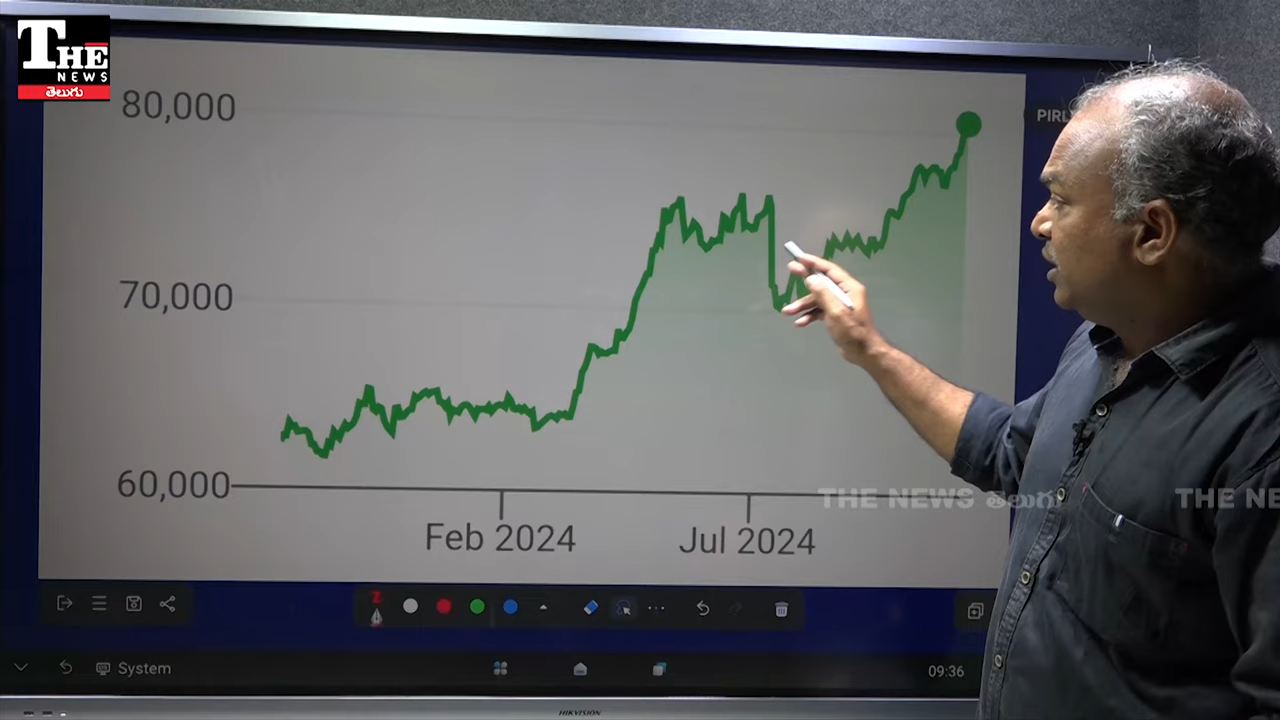 THE
NEWS
తెలుగు
80,000
70,000
60,000
Feb 2024
Jul 2024
THE NEWS తెలుగు
THE NE
System
09:36
HIKVISION